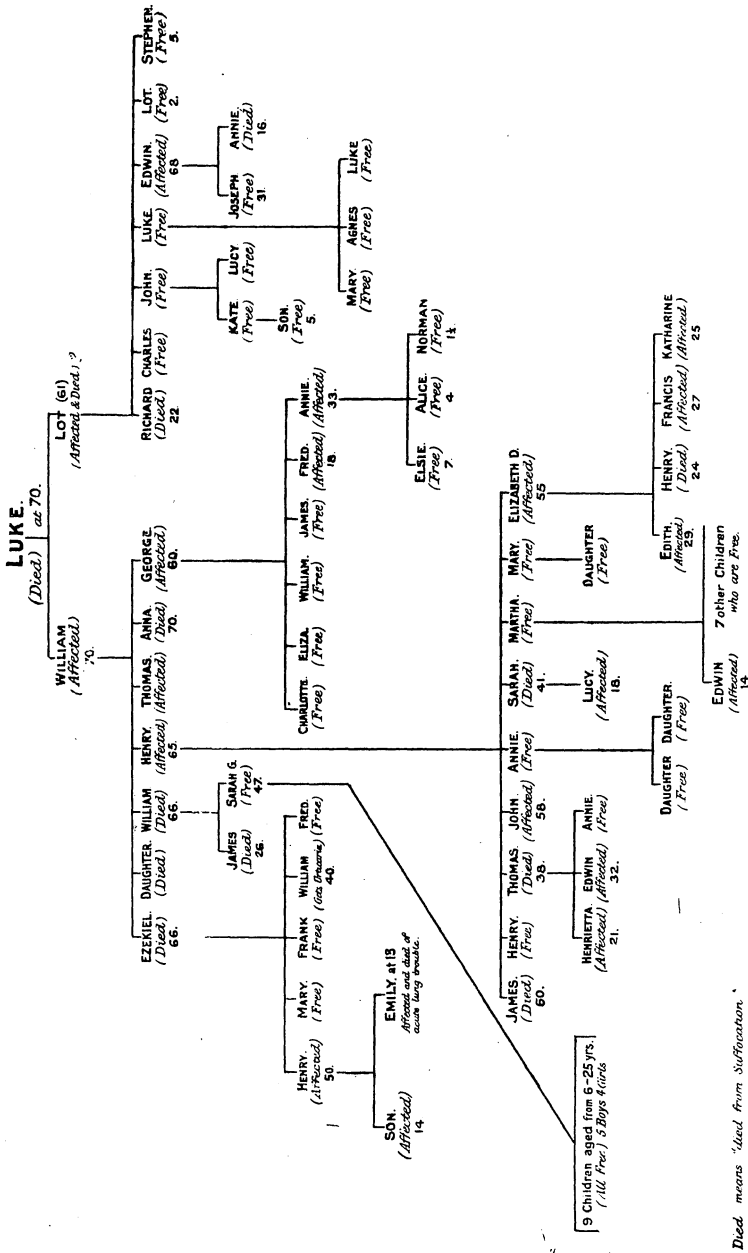 LUKE.
(Died) at 70.
WILLIAM
(Affected)
70.
LOT (61)
(Affected & Died)?
EZEKIEL.
(Died)
66.
DAUGHTER.
(Died)
WILLIAM
(Died)
66.
HENRY.
(Affected)
65.
THOMAS.
(Affected)
ANNA.
(Died)
70.
GEORGE.
(Affected)
60.
RICHARD
(Died)
22
CHARLES
(Free)
JOHN.
(Free)
LUKE.
(Free)
EDWIN.
(Affected)
68
LOT.
(Free)
2.
STEPHEN.
(Free)
5.
JAMES
(Died)
26.
SARAH G.
(Free)
47.
KATE
(Free)
LUCY
(Free)
JOSEPH
(Free)
31.
ANNIE.
(Died)
16.
SON.
(Free)
5.
HENRY.
(Affected)
50.
MARY.
(Free)
FRANK
(Free)
WILLIAM
40.
FRED.
(Free)
CHARLOTTE.
(Free)
ELIZA.
(Free)
WILLIAM.
(Free)
JAMES.
(Free)
FRED.
(Affected)
18.
ANNIE.
(Affected)
33.
MARY.
(Free)
AGNES
(Free)
LUKE
(Free)
SON.
(Affected)
14
EMILY. at 13
Affected and died of
acute lung trouble.
ELSIE.
(Free)
7.
ALICE.
(Free)
4.
NORMAN
(Free)
JAMES.
(Died)
60.
HENRY.
(Free)
THOMAS.
(Died)
38.
JOHN.
(Affected)
58.
ANNIE.
(Free)
SARAH.
(Died)
41.
MARTHA.
(Free)
MARY.
(Free)
ELIZABETH D.
(Affected)
55
HENRIETTA.
(Affected)
21.
EDWIN
(Affected)
32.
ANNIE.
(Free)
LUCY.
(Affected)
18.
DAUGHTER
(Free)
EDITH.
(Affected)
29.
HENRY.
(Died)
24
FRANCIS
(Affected)
27
KATHARINE
(Affected)
25
DAUGHTER
(Free)
DAUGHTER.
(Free)
EDWIN
(Affected)
14.
7 other Children
who are Free.
9 Children aged from 6-25 yrs.
(All Free) 5 Boys 4 Girls
Died means "died from Suffocation"